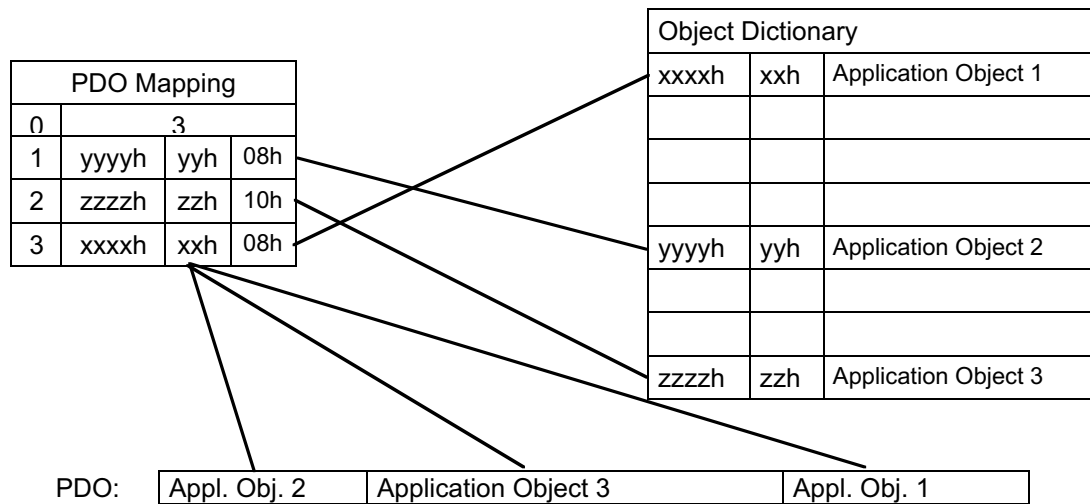 Object Dictionary
xxxxh xxh Application Object 1
yyyyh yyh Application Object 2
zzzzh zzh Application Object 3
PDO Mapping
0 3
1 yyyyh yyh 08h
2 zzzzh zzh 10h
3 xxxxh xxh 08h
PDO: Appl. Obj. 2 Application Object 3 Appl. Obj. 1